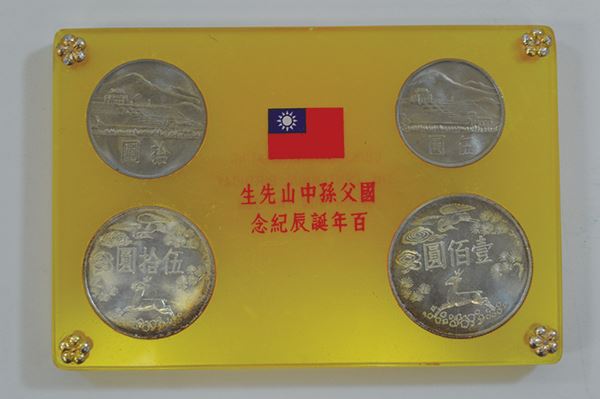 拾圓
伍圓
國父孫中山先生
百年誕辰紀念
伍拾圓
壹佰圓